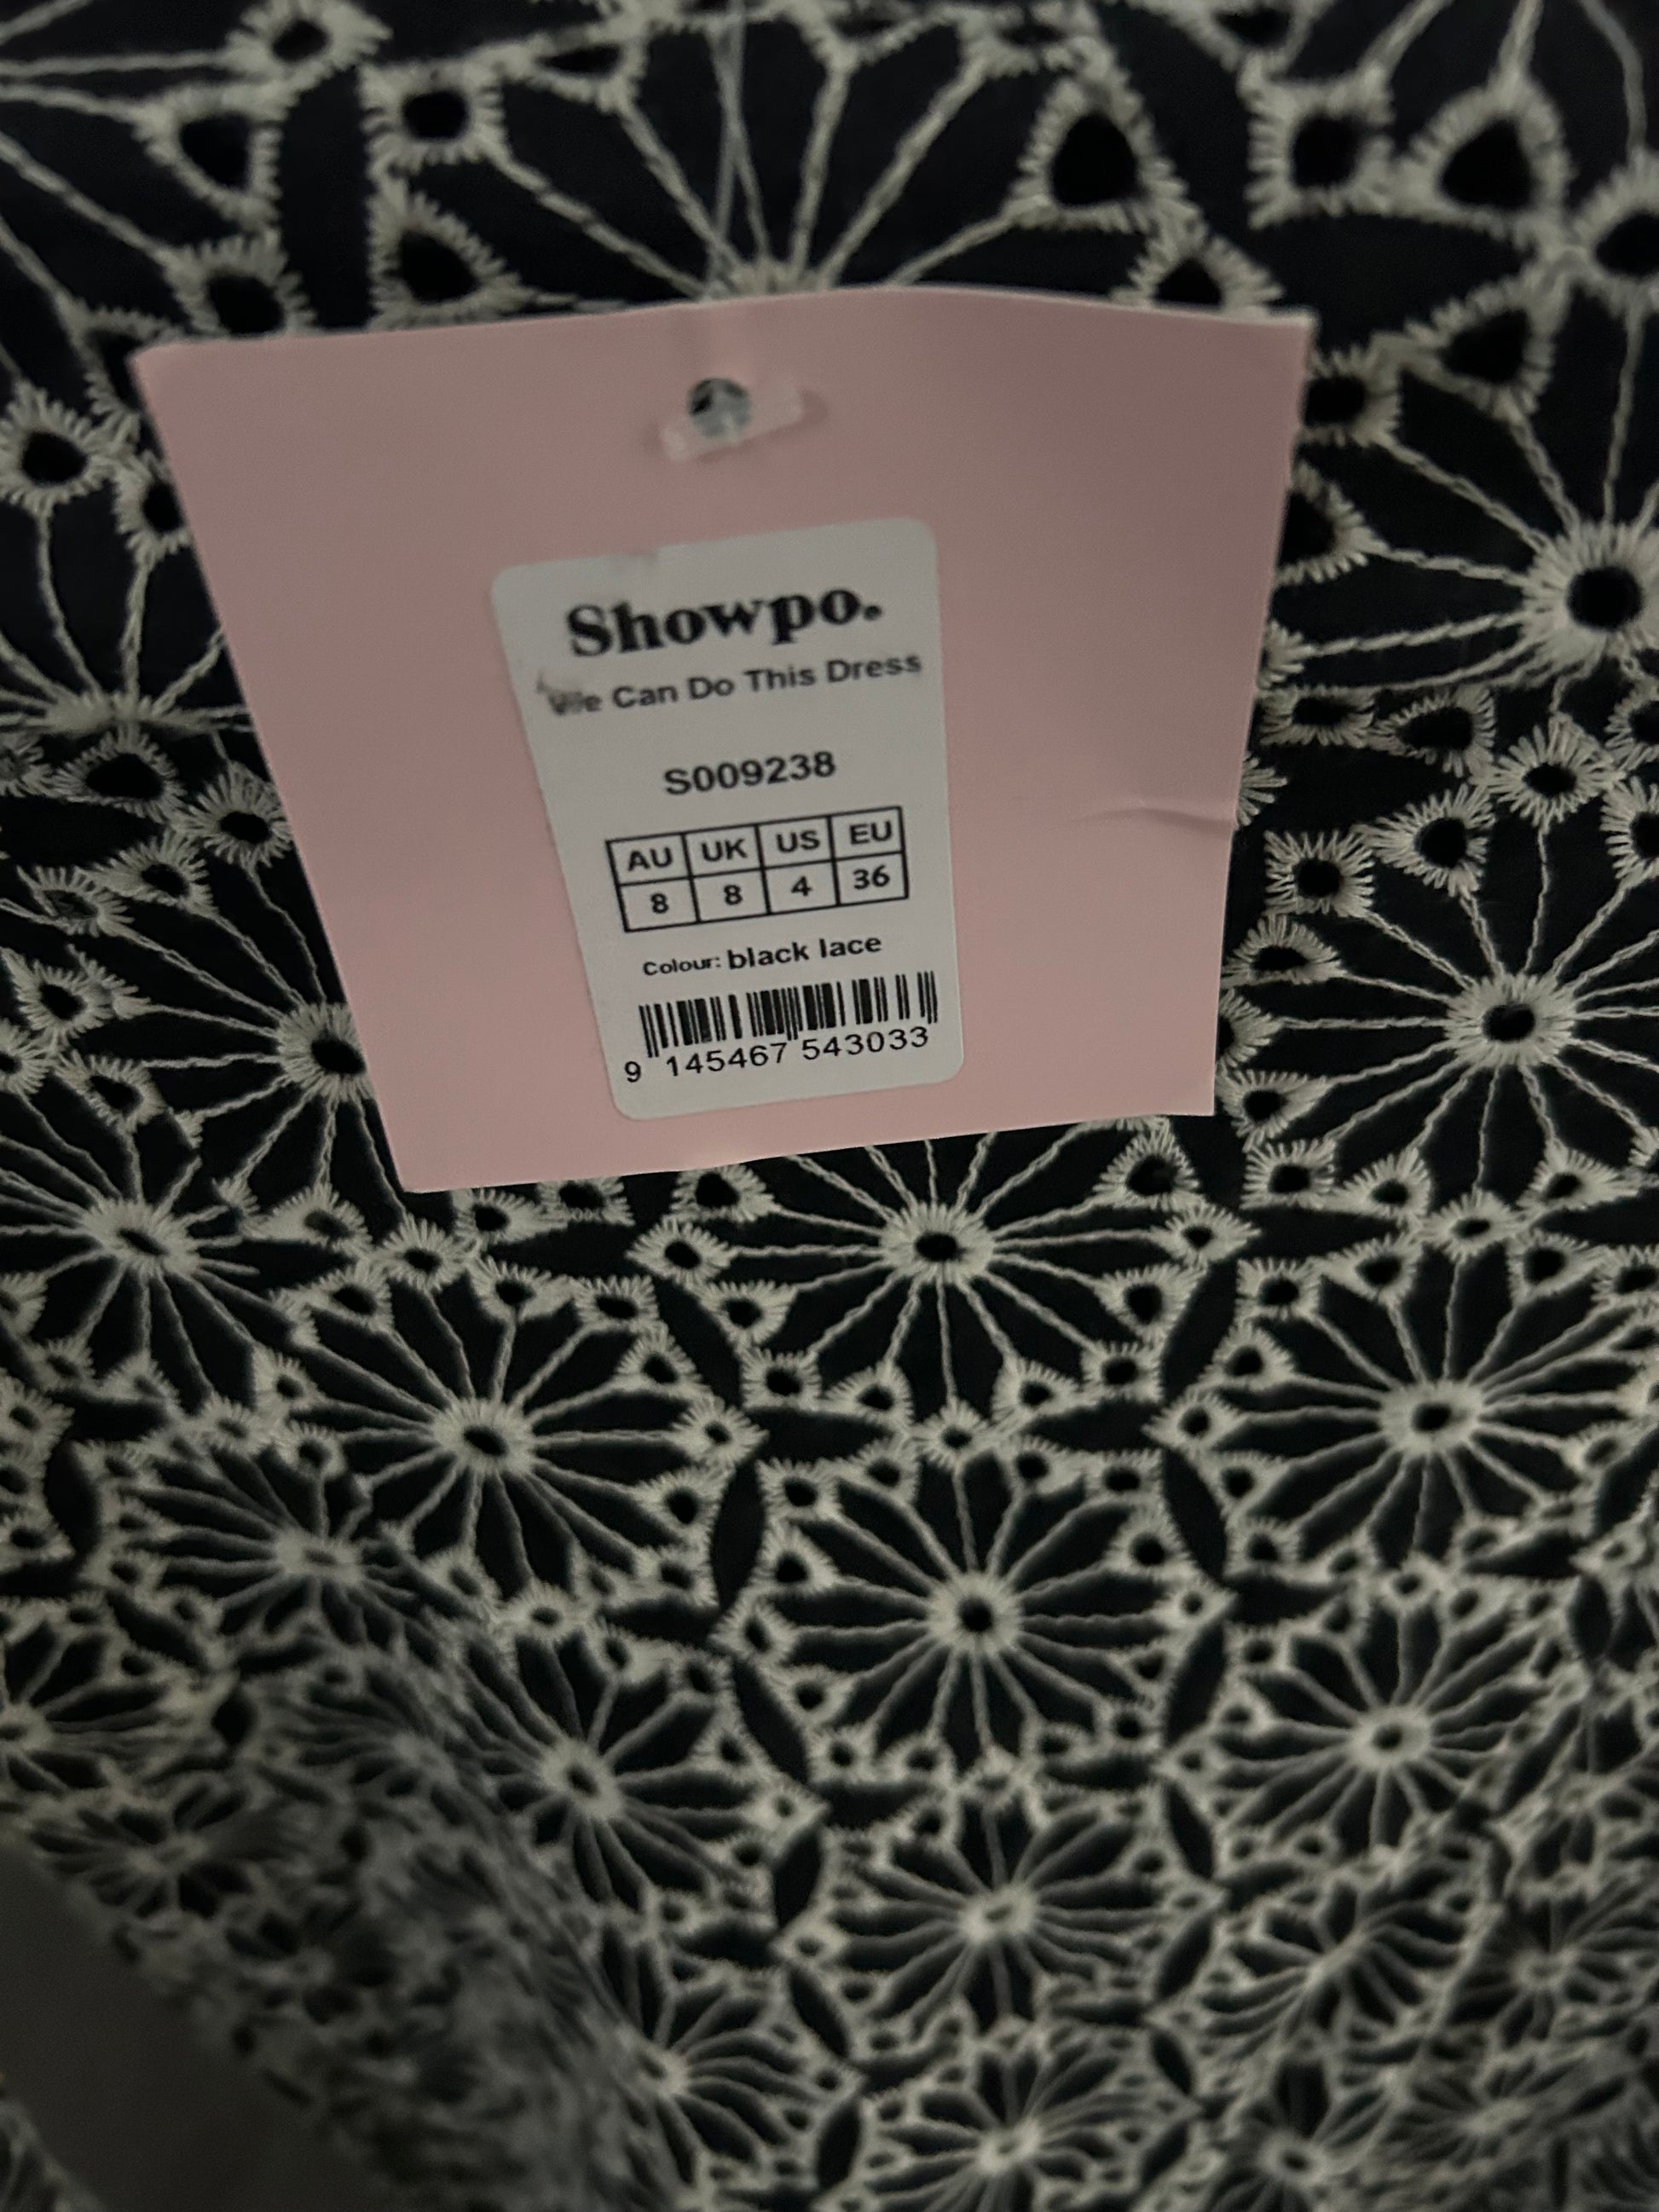 Showpo.
We Can Do This Dress
S009238
AU UK US EU
8 8 4 36
Colour: black lace
9 145467 543033